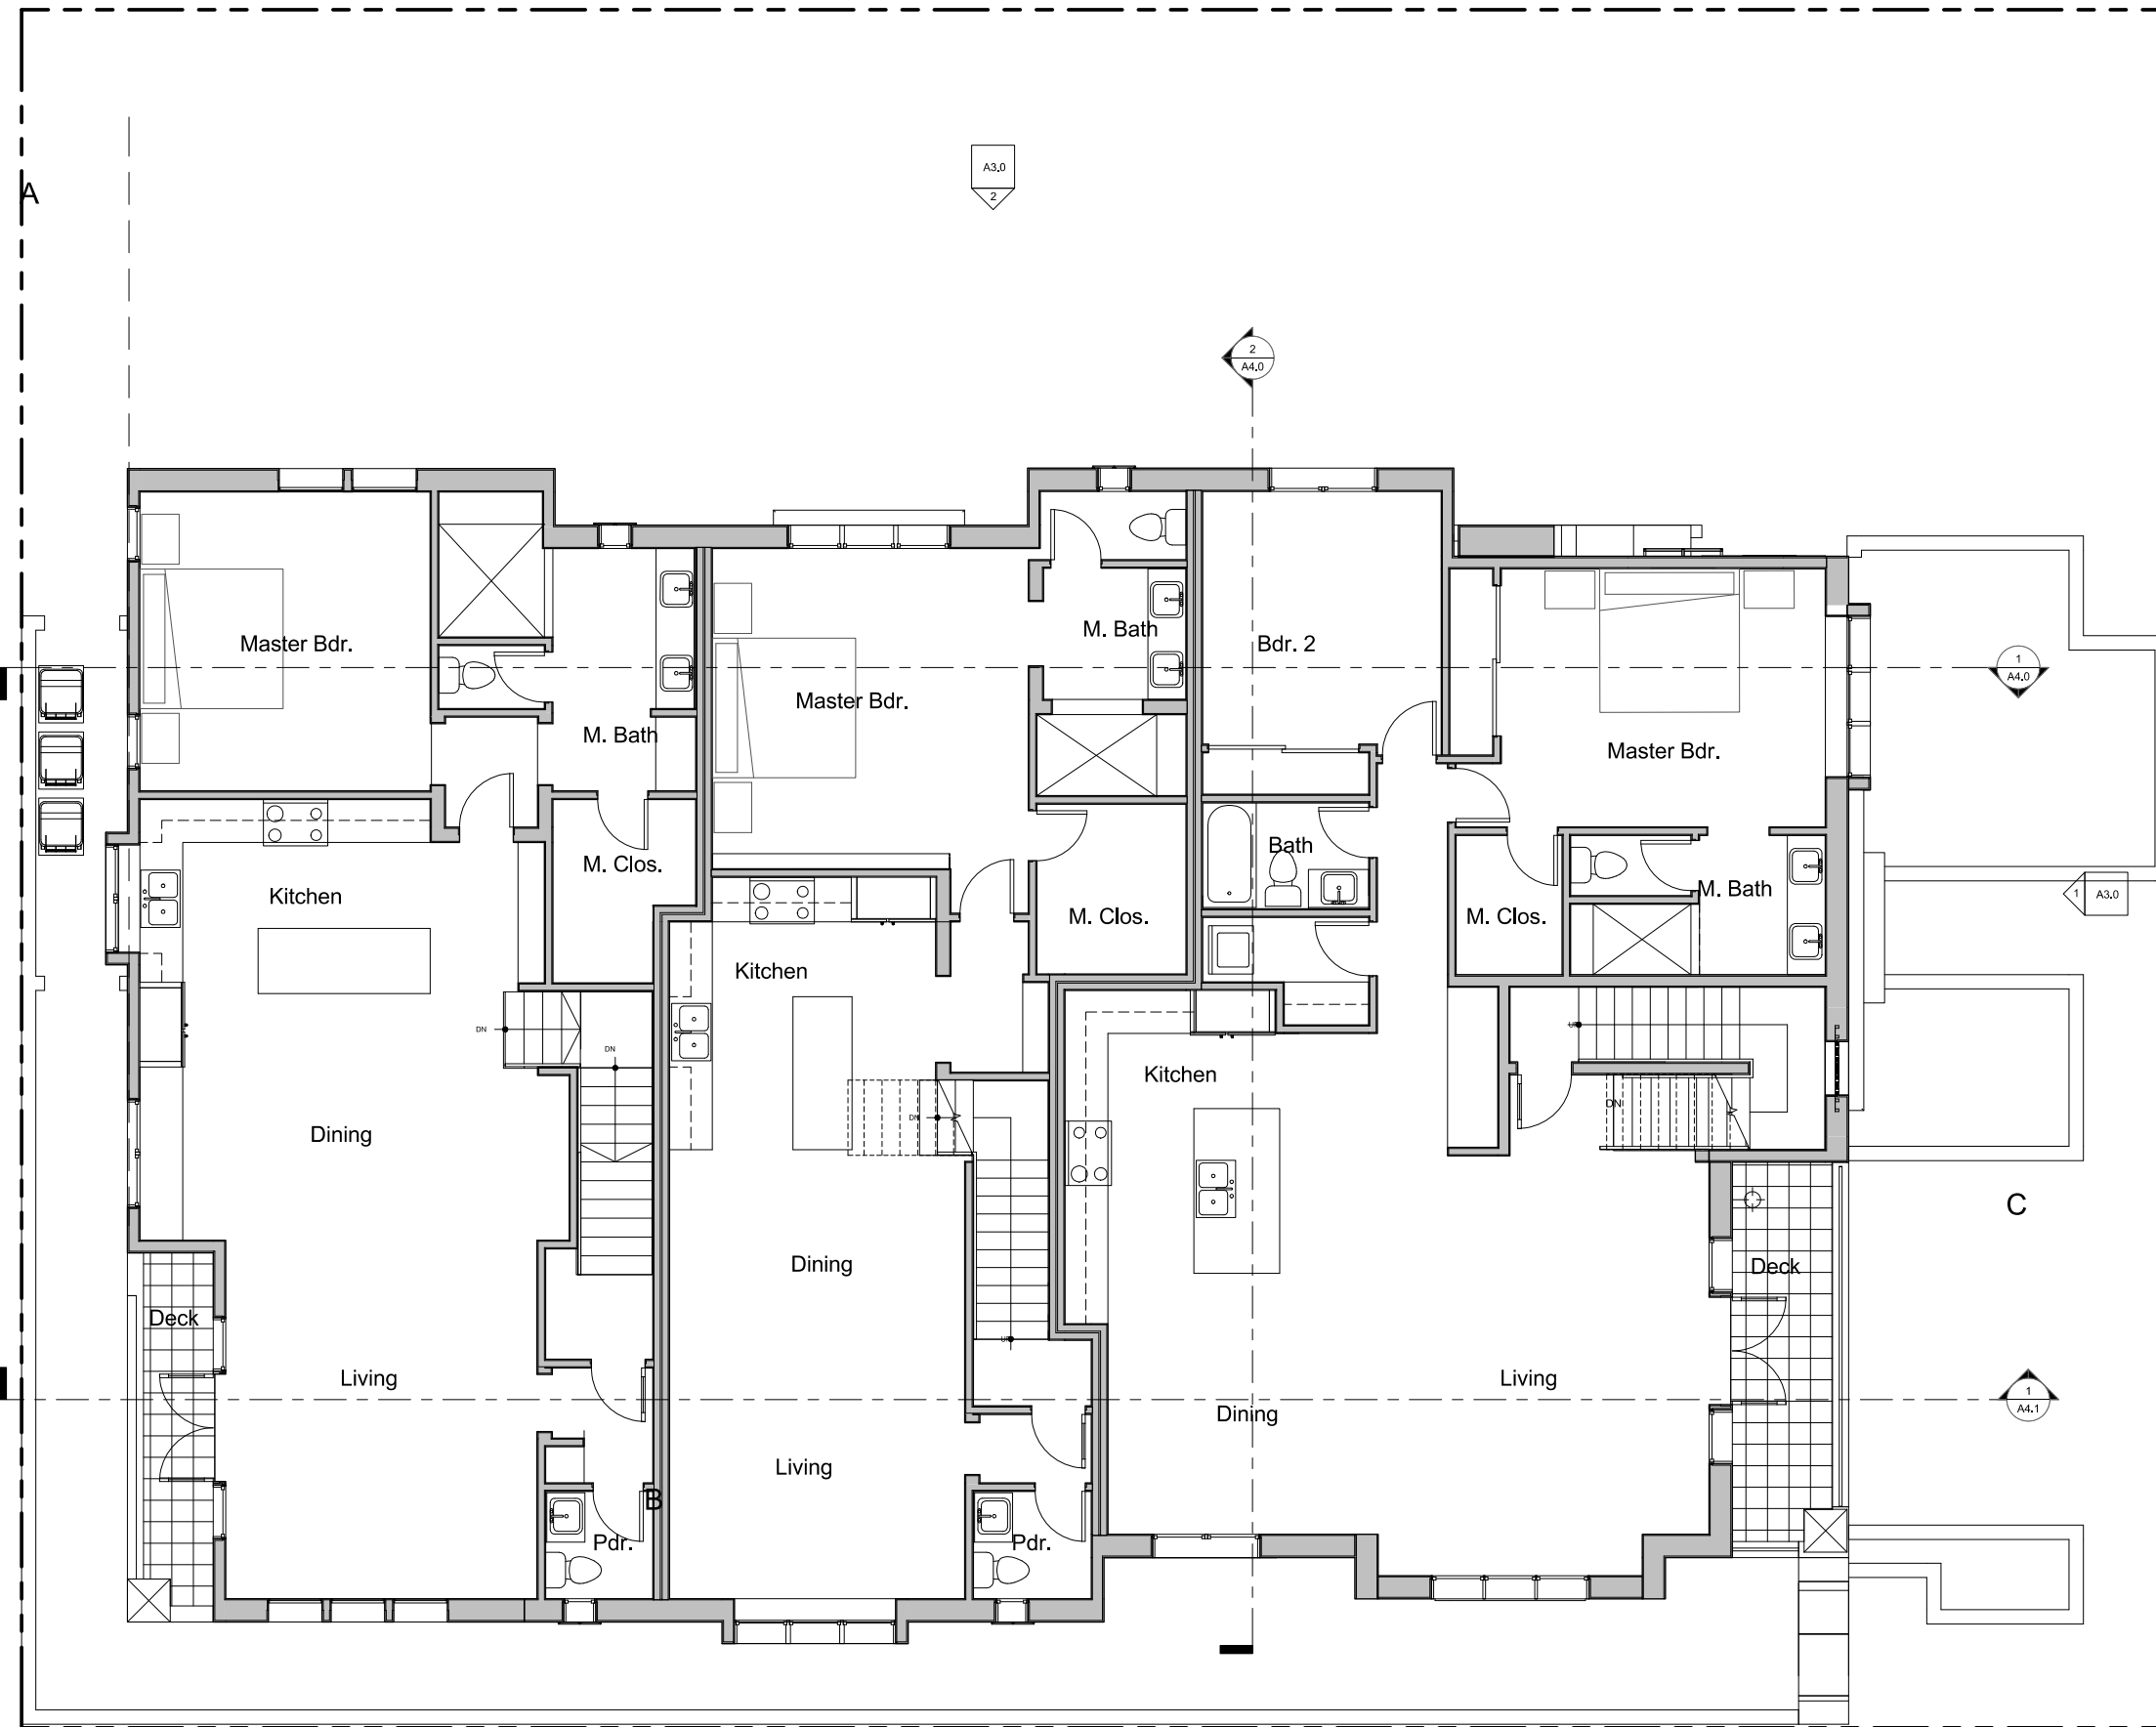 A
A3.0
2
2
A4.0
Master Bdr.
M. Bath
Bdr. 2
1
A4.0
Master Bdr.
M. Bath
Master Bdr.
Bath
M. Clos.
Kitchen
M. Bath
1
A3.0
M. Clos.
M. Clos.
Kitchen
DN
DN
UP
Kitchen
DN
DN
Dining
C
Dining
Deck
Deck
UP
Living
Living
1
A4.1
Dining
Living
B
Pdr.
Pdr.